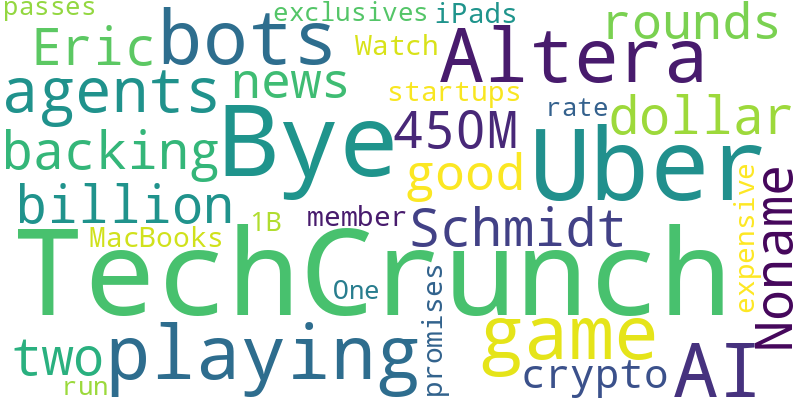 passes
exclusives
iPads
rounds
Eric
bots
Watch
Altera
agents
news
startups
rate
dollar
backing
Bye
450M
good
Uber
expensive
Noname
billion
1B
member
Schmidt
MacBooks
TechCrunch
One
promises
two
playing
game
crypto
AI
run